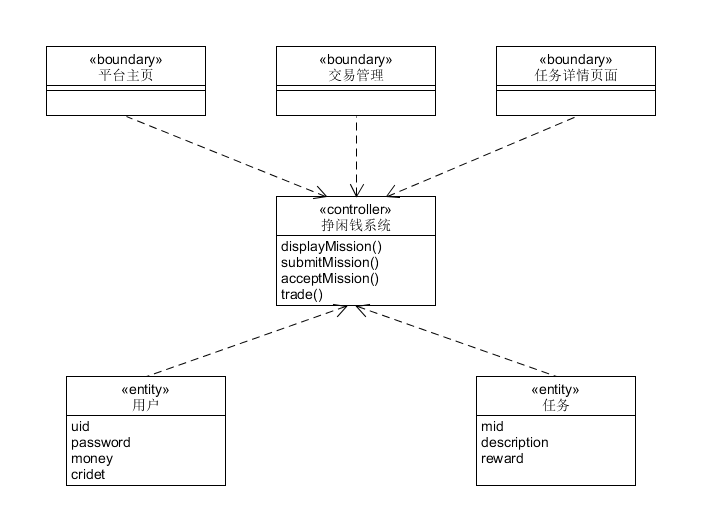 «boundary»
平台主页
«boundary»
交易管理
«boundary»
任务详情页面
«controller»
挣闲钱系统
displayMission()
submitMission()
acceptMission()
trade()
«entity»
用户
uid
password
money
cridet
«entity»
任务
mid
description
reward